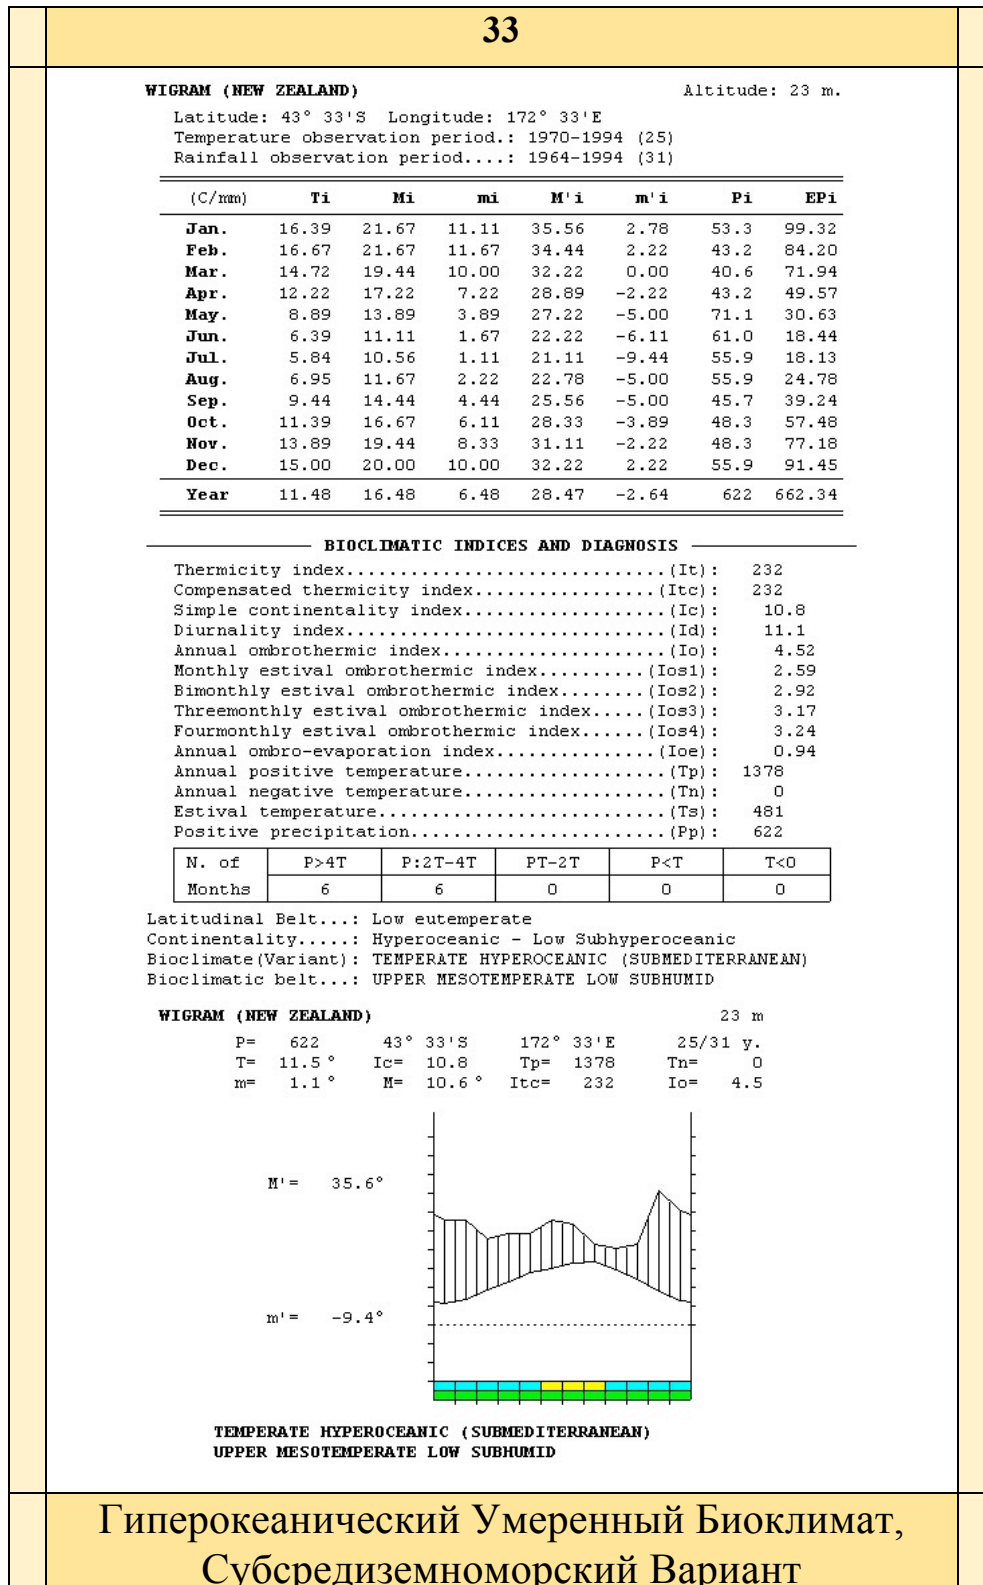 33
WIGRAM (NEW ZEALAND) Altitude: 23 m.
Latitude: 43° 33'S Longitude: 172° 33'E
Temperature observation period.: 1970-1994 (25)
Rainfall observation period....: 1964-1994 (31)
(C/mm) Ti Mi mi M'i m'i Pi EPi
Jan. 16.39 21.67 11.11 35.56 2.78 53.3 99.32
Feb. 16.67 21.67 11.67 34.44 2.22 43.2 84.20
Mar. 14.72 19.44 10.00 32.22 0.00 40.6 71.94
Apr. 12.22 17.22 7.22 28.89 -2.22 43.2 49.57
May. 8.89 13.89 3.89 27.22 -5.00 71.1 30.63
Jun. 6.39 11.11 1.67 22.22 -6.11 61.0 18.44
Jul. 5.84 10.56 1.11 21.11 -9.44 55.9 18.13
Aug. 6.95 11.67 2.22 22.78 -5.00 55.9 24.78
Sep. 9.44 14.44 4.44 25.56 -5.00 45.7 39.24
Oct. 11.39 16.67 6.11 28.33 -3.89 48.3 57.48
Nov. 13.89 19.44 8.33 31.11 -2.22 48.3 77.18
Dec. 15.00 20.00 10.00 32.22 2.22 55.9 91.45
Year 11.48 16.48 6.48 28.47 -2.64 622 662.34
BIOCLIMATIC INDICES AND DIAGNOSIS
Thermicity index..............................(It): 232
Compensated thermicity index.................(Itc): 232
Simple continentality index...................(Ic): 10.8
Diurnality index..............................(Id): 11.1
Annual ombrothermic index.....................(Io): 4.52
Monthly estival ombrothermic index..........(Ios1): 2.59
Bimonthly estival ombrothermic index........(Ios2): 2.92
Threemonthly estival ombrothermic index.....(Ios3): 3.17
Fourmonthly estival ombrothermic index......(Ios4): 3.24
Annual ombro-evaporation index...............(Ioe): 0.94
Annual positive temperature...................(Tp): 1378
Annual negative temperature...................(Tn): 0
Estival temperature...........................(Ts): 481
Positive precipitation........................(Pp): 622
N. of P>4T P:2T-4T PT-2T P<T T<0
Months 6 6 0 0 0
Latitudinal Belt...: Low eutemperate
Continentality.....: Hyperoceanic - Low Subhyperoceanic
Bioclimate(Variant): TEMPERATE HYPEROCEANIC (SUBMEDITERRANEAN)
Bioclimatic belt...: UPPER MESOTEMPERATE LOW SUBHUMID
WIGRAM (NEW ZEALAND) 23 m
P= 622 43° 33'S 172° 33'E 25/31 y.
T= 11.5° Ic= 10.8 Tp= 1378 Tn= 0
m= 1.1° M= 10.6° Itc= 232 Io= 4.5
M'= 35.6°
m'= -9.4°
TEMPERATE HYPEROCEANIC (SUBMEDITERRANEAN)
UPPER MESOTEMPERATE LOW SUBHUMID
Гиперокеанический Умеренный Биоклимат,
Субсредиземноморский Вариант